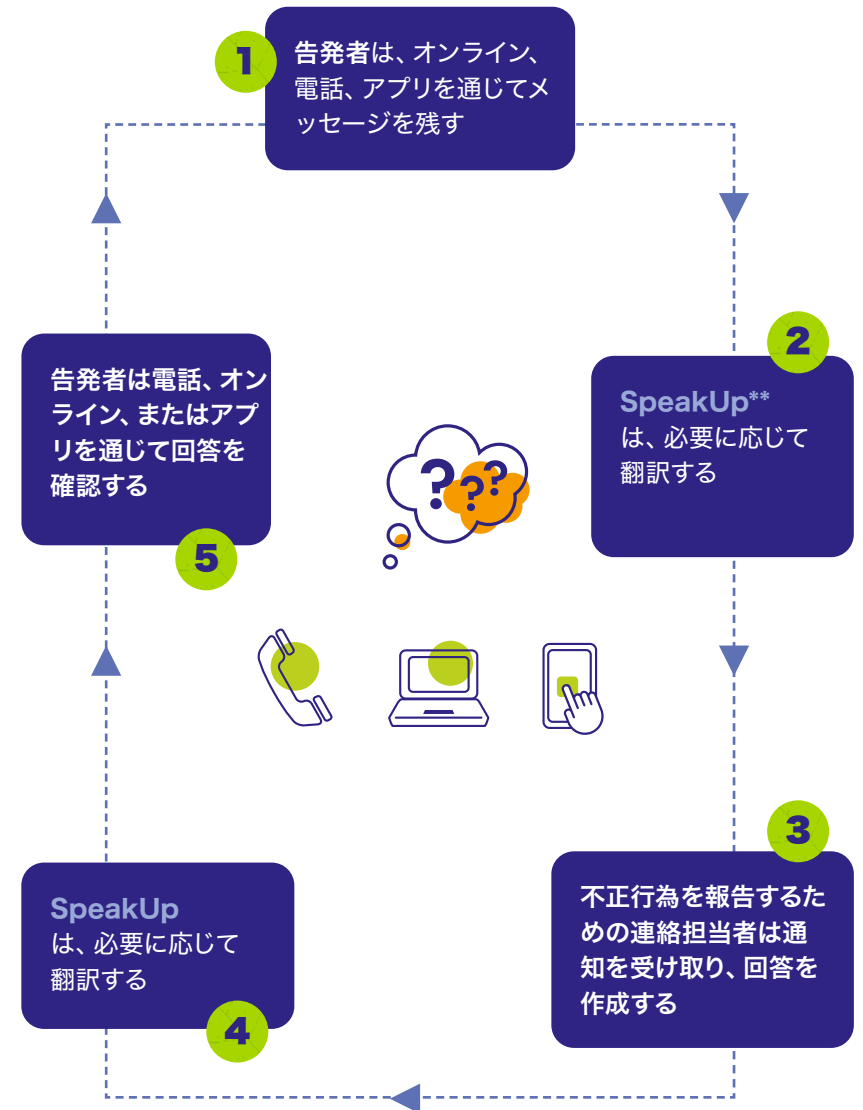 1
告発者は、オンライン、
電話、アプリを通じてメ
ッセージを残す
2
SpeakUp**
は、必要に応じて
翻訳する
3
不正行為を報告するた
めの連絡担当者は通
知を受け取り、回答を
作成する
4
SpeakUp
は、必要に応じて
翻訳する
5
告発者は電話、オン
ライン、またはアプ
リを通じて回答を
確認する
???